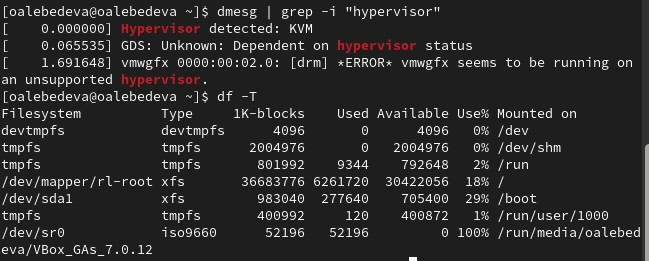 [oalebedeva@oalebedeva ~]$ dmesg | grep -i "hypervisor"
[    0.000000] Hypervisor detected: KVM
[    0.065535] GDS: Unknown: Dependent on hypervisor status
[    1.691648] vmwgfx 0000:00:02.0: [drm] *ERROR* vmwgfx seems to be running on
an unsupported hypervisor.
[oalebedeva@oalebedeva ~]$ df -T
Filesystem          Type     1K-blocks    Used Available Use% Mounted on
devtmpfs            devtmpfs      4096       0      4096   0% /dev
tmpfs               tmpfs      2004976       0   2004976   0% /dev/shm
tmpfs               tmpfs       801992    9344    792648   2% /run
/dev/mapper/rl-root xfs       36683776 6261720  30422056  18% /
/dev/sda1           xfs         983040  277640    705400  29% /boot
tmpfs               tmpfs       400992     120    400872   1% /run/user/1000
/dev/sr0            iso9660      52196   52196         0 100% /run/media/oalebed
eva/VBox_GAs_7.0.12